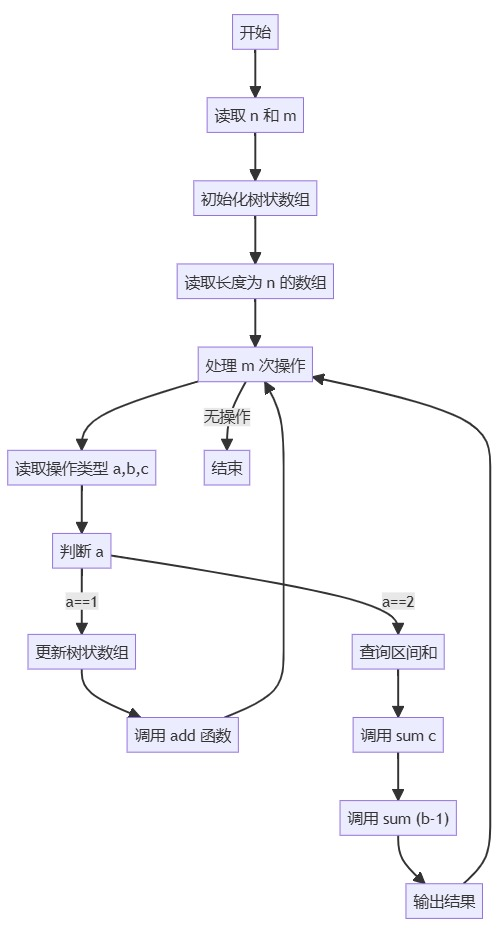 开始
读取 n 和 m
初始化树状数组
读取长度为 n 的数组
处理 m 次操作
无操作
读取操作类型 a,b,c
结束
判断 a
a==1
a==2
更新树状数组
查询区间和
调用 add 函数
调用 sum c
调用 sum (b-1)
输出结果